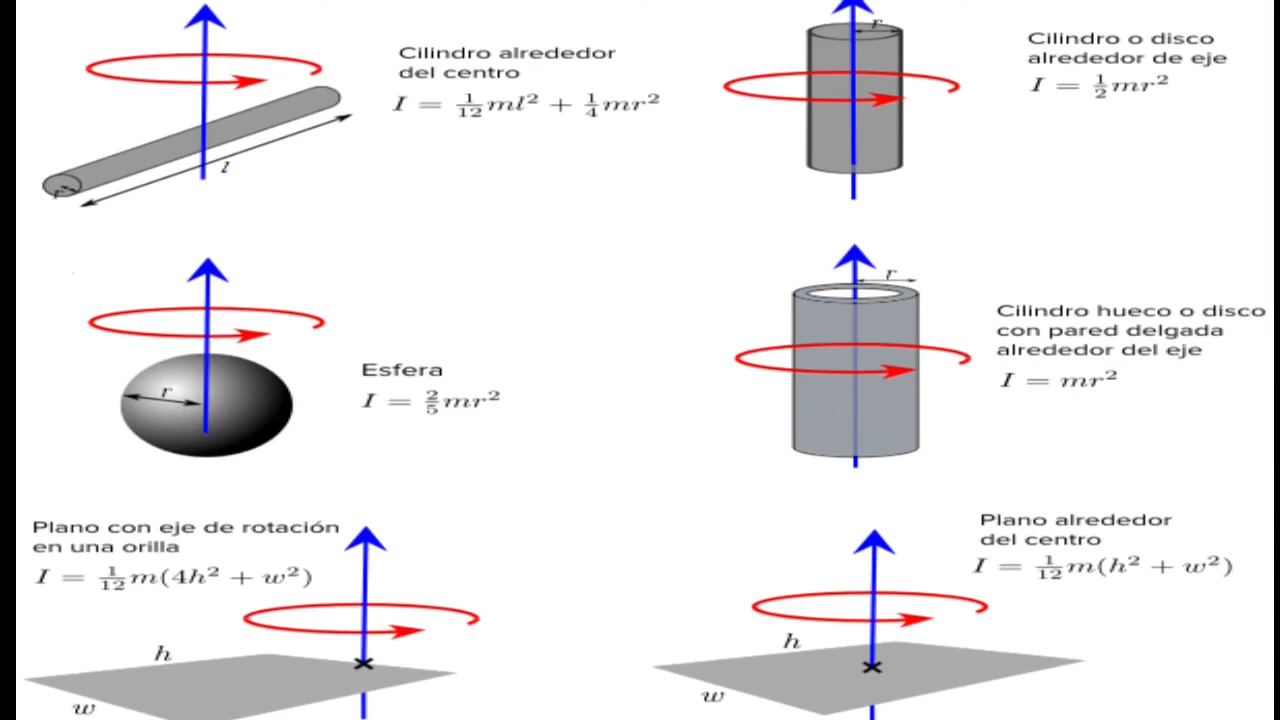 Cilindro alrededor
del centro
I = 1/12 ml² + 1/4 mr²
l
r
r
Cilindro o disco
alrededor de eje
I = 1/2 mr²
r
Esfera
I = 2/5 mr²
r
Cilindro hueco o disco
con pared delgada
alrededor del eje
I = mr²
Plano con eje de rotación
en una orilla
I = 1/12 m(4h² + w²)
h
w
Plano alrededor
del centro
I = 1/12 m(h² + w²)
h
w